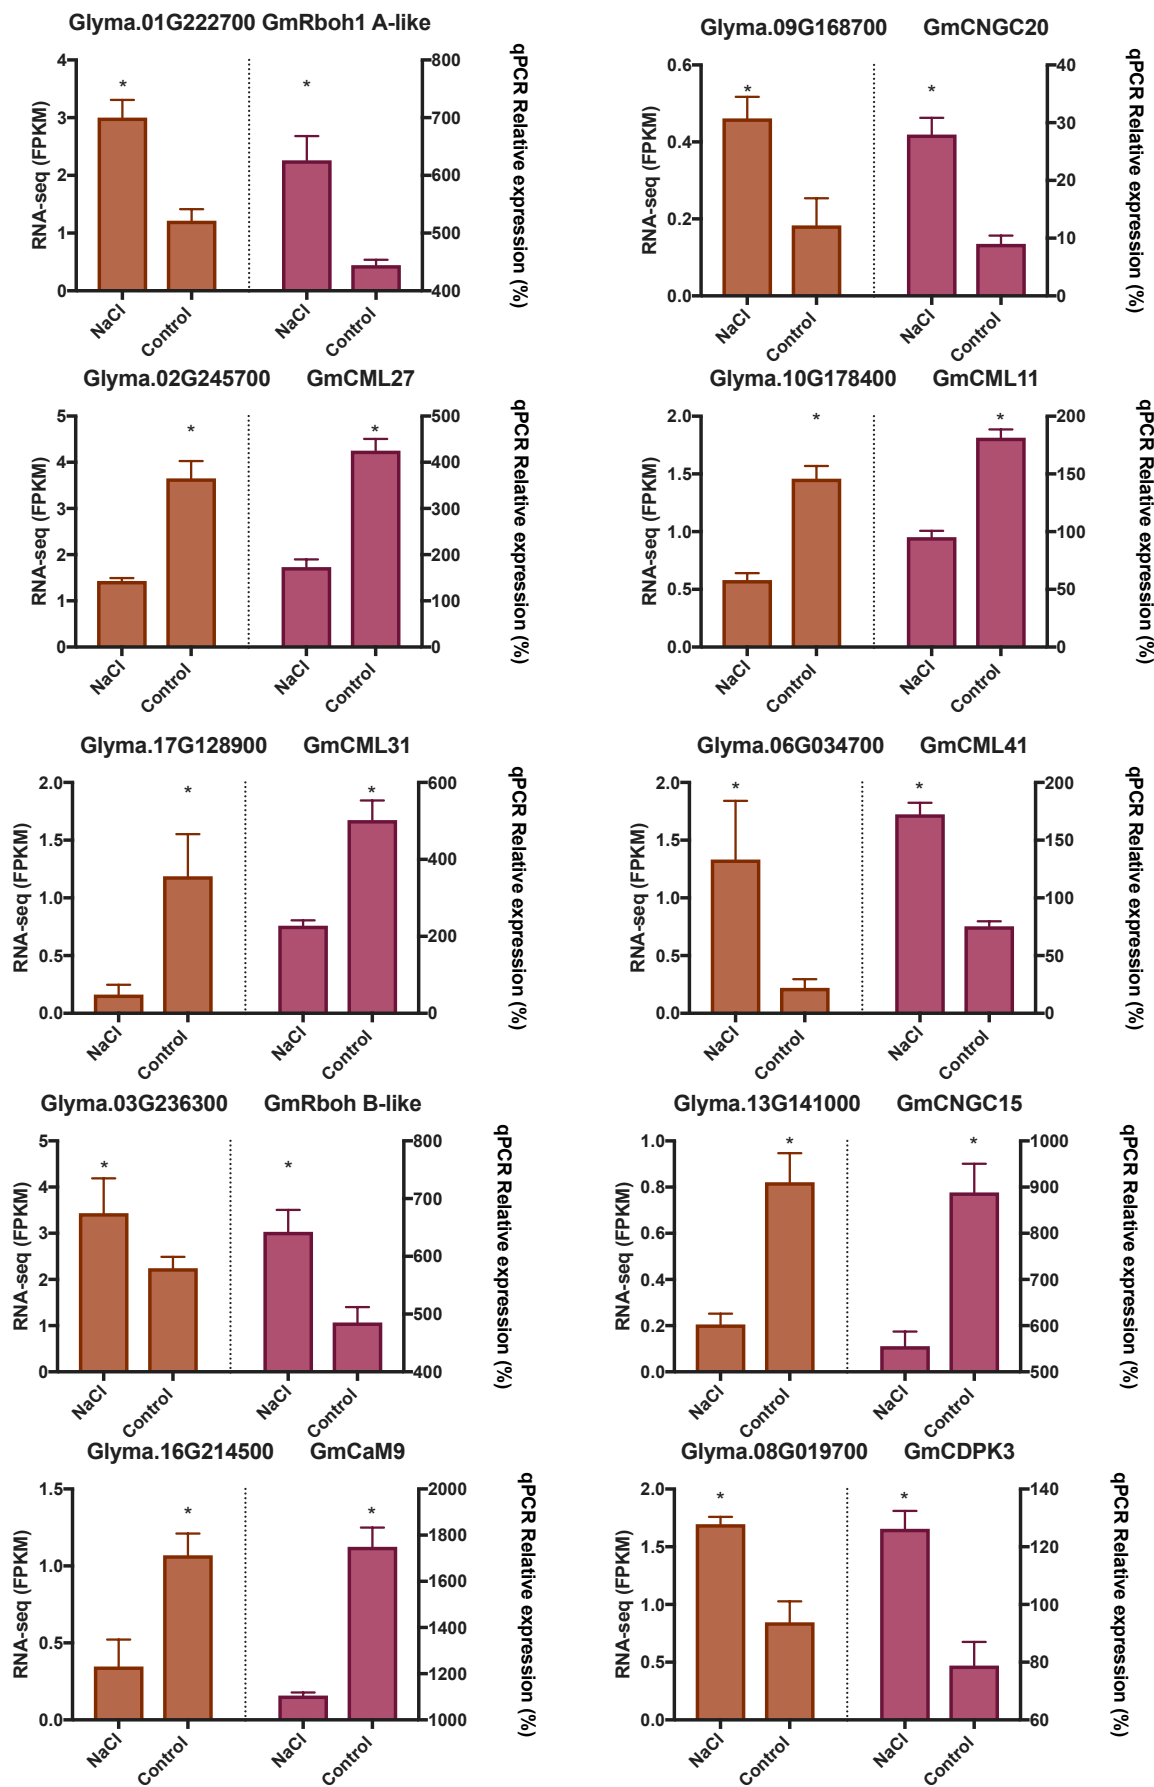 Glyma.01G222700 GmRboh1 A-like
RNA-seq (FPKM)
4
3
2
1
0
*
*
800
700
600
500
400
qPCR Relative expression (%)
NaCl
Control
NaCl
Control
Glyma.09G168700 GmCNGC20
RNA-seq (FPKM)
0.6
0.4
0.2
0.0
*
*
40
30
20
10
0
qPCR Relative expression (%)
NaCl
Control
NaCl
Control
Glyma.02G245700 GmCML27
RNA-seq (FPKM)
5
4
3
2
1
0
*
*
500
400
300
200
100
0
qPCR Relative expression (%)
NaCl
Control
NaCl
Control
Glyma.10G178400 GmCML11
RNA-seq (FPKM)
2.0
1.5
1.0
0.5
0.0
*
*
200
150
100
50
0
qPCR Relative expression (%)
NaCl
Control
NaCl
Control
Glyma.17G128900 GmCML31
RNA-seq (FPKM)
2.0
1.5
1.0
0.5
0.0
*
*
600
400
200
0
qPCR Relative expression (%)
NaCl
Control
NaCl
Control
Glyma.06G034700 GmCML41
RNA-seq (FPKM)
2.0
1.5
1.0
0.5
0.0
*
*
200
150
100
50
0
qPCR Relative expression (%)
NaCl
Control
NaCl
Control
Glyma.03G236300 GmRboh B-like
RNA-seq (FPKM)
5
4
3
2
1
0
*
*
800
700
600
500
400
qPCR Relative expression (%)
NaCl
Control
NaCl
Control
Glyma.13G141000 GmCNGC15
RNA-seq (FPKM)
1.0
0.8
0.6
0.4
0.2
0.0
*
*
1000
900
800
700
600
500
qPCR Relative expression (%)
NaCl
Control
NaCl
Control
Glyma.16G214500 GmCaM9
RNA-seq (FPKM)
1.5
1.0
0.5
0.0
*
*
2000
1800
1600
1400
1200
1000
qPCR Relative expression (%)
NaCl
Control
NaCl
Control
Glyma.08G019700 GmCDPK3
RNA-seq (FPKM)
2.0
1.5
1.0
0.5
0.0
*
*
140
120
100
80
60
qPCR Relative expression (%)
NaCl
Control
NaCl
Control